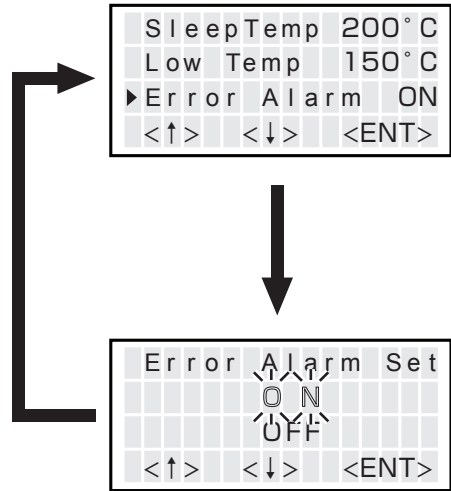 SleepTemp 200°C
Low Temp 150°C
▶Error Alarm ON
<↑> <↓> <ENT>
Error Alarm Set
ON
OFF
<↑> <↓> <ENT>